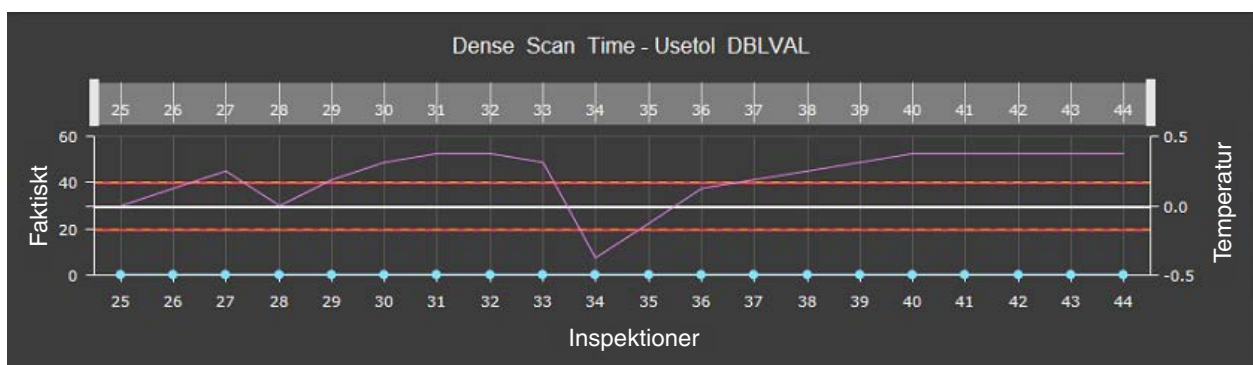 Dense Scan Time - Usetol DBLVAL
25 26 27 28 29 30 31 32 33 34 35 36 37 38 39 40 41 42 43 44
60
40
20
0
Faktiskt
0.5
0.0
-0.5
Temperatur
25 26 27 28 29 30 31 32 33 34 35 36 37 38 39 40 41 42 43 44
Inspektioner